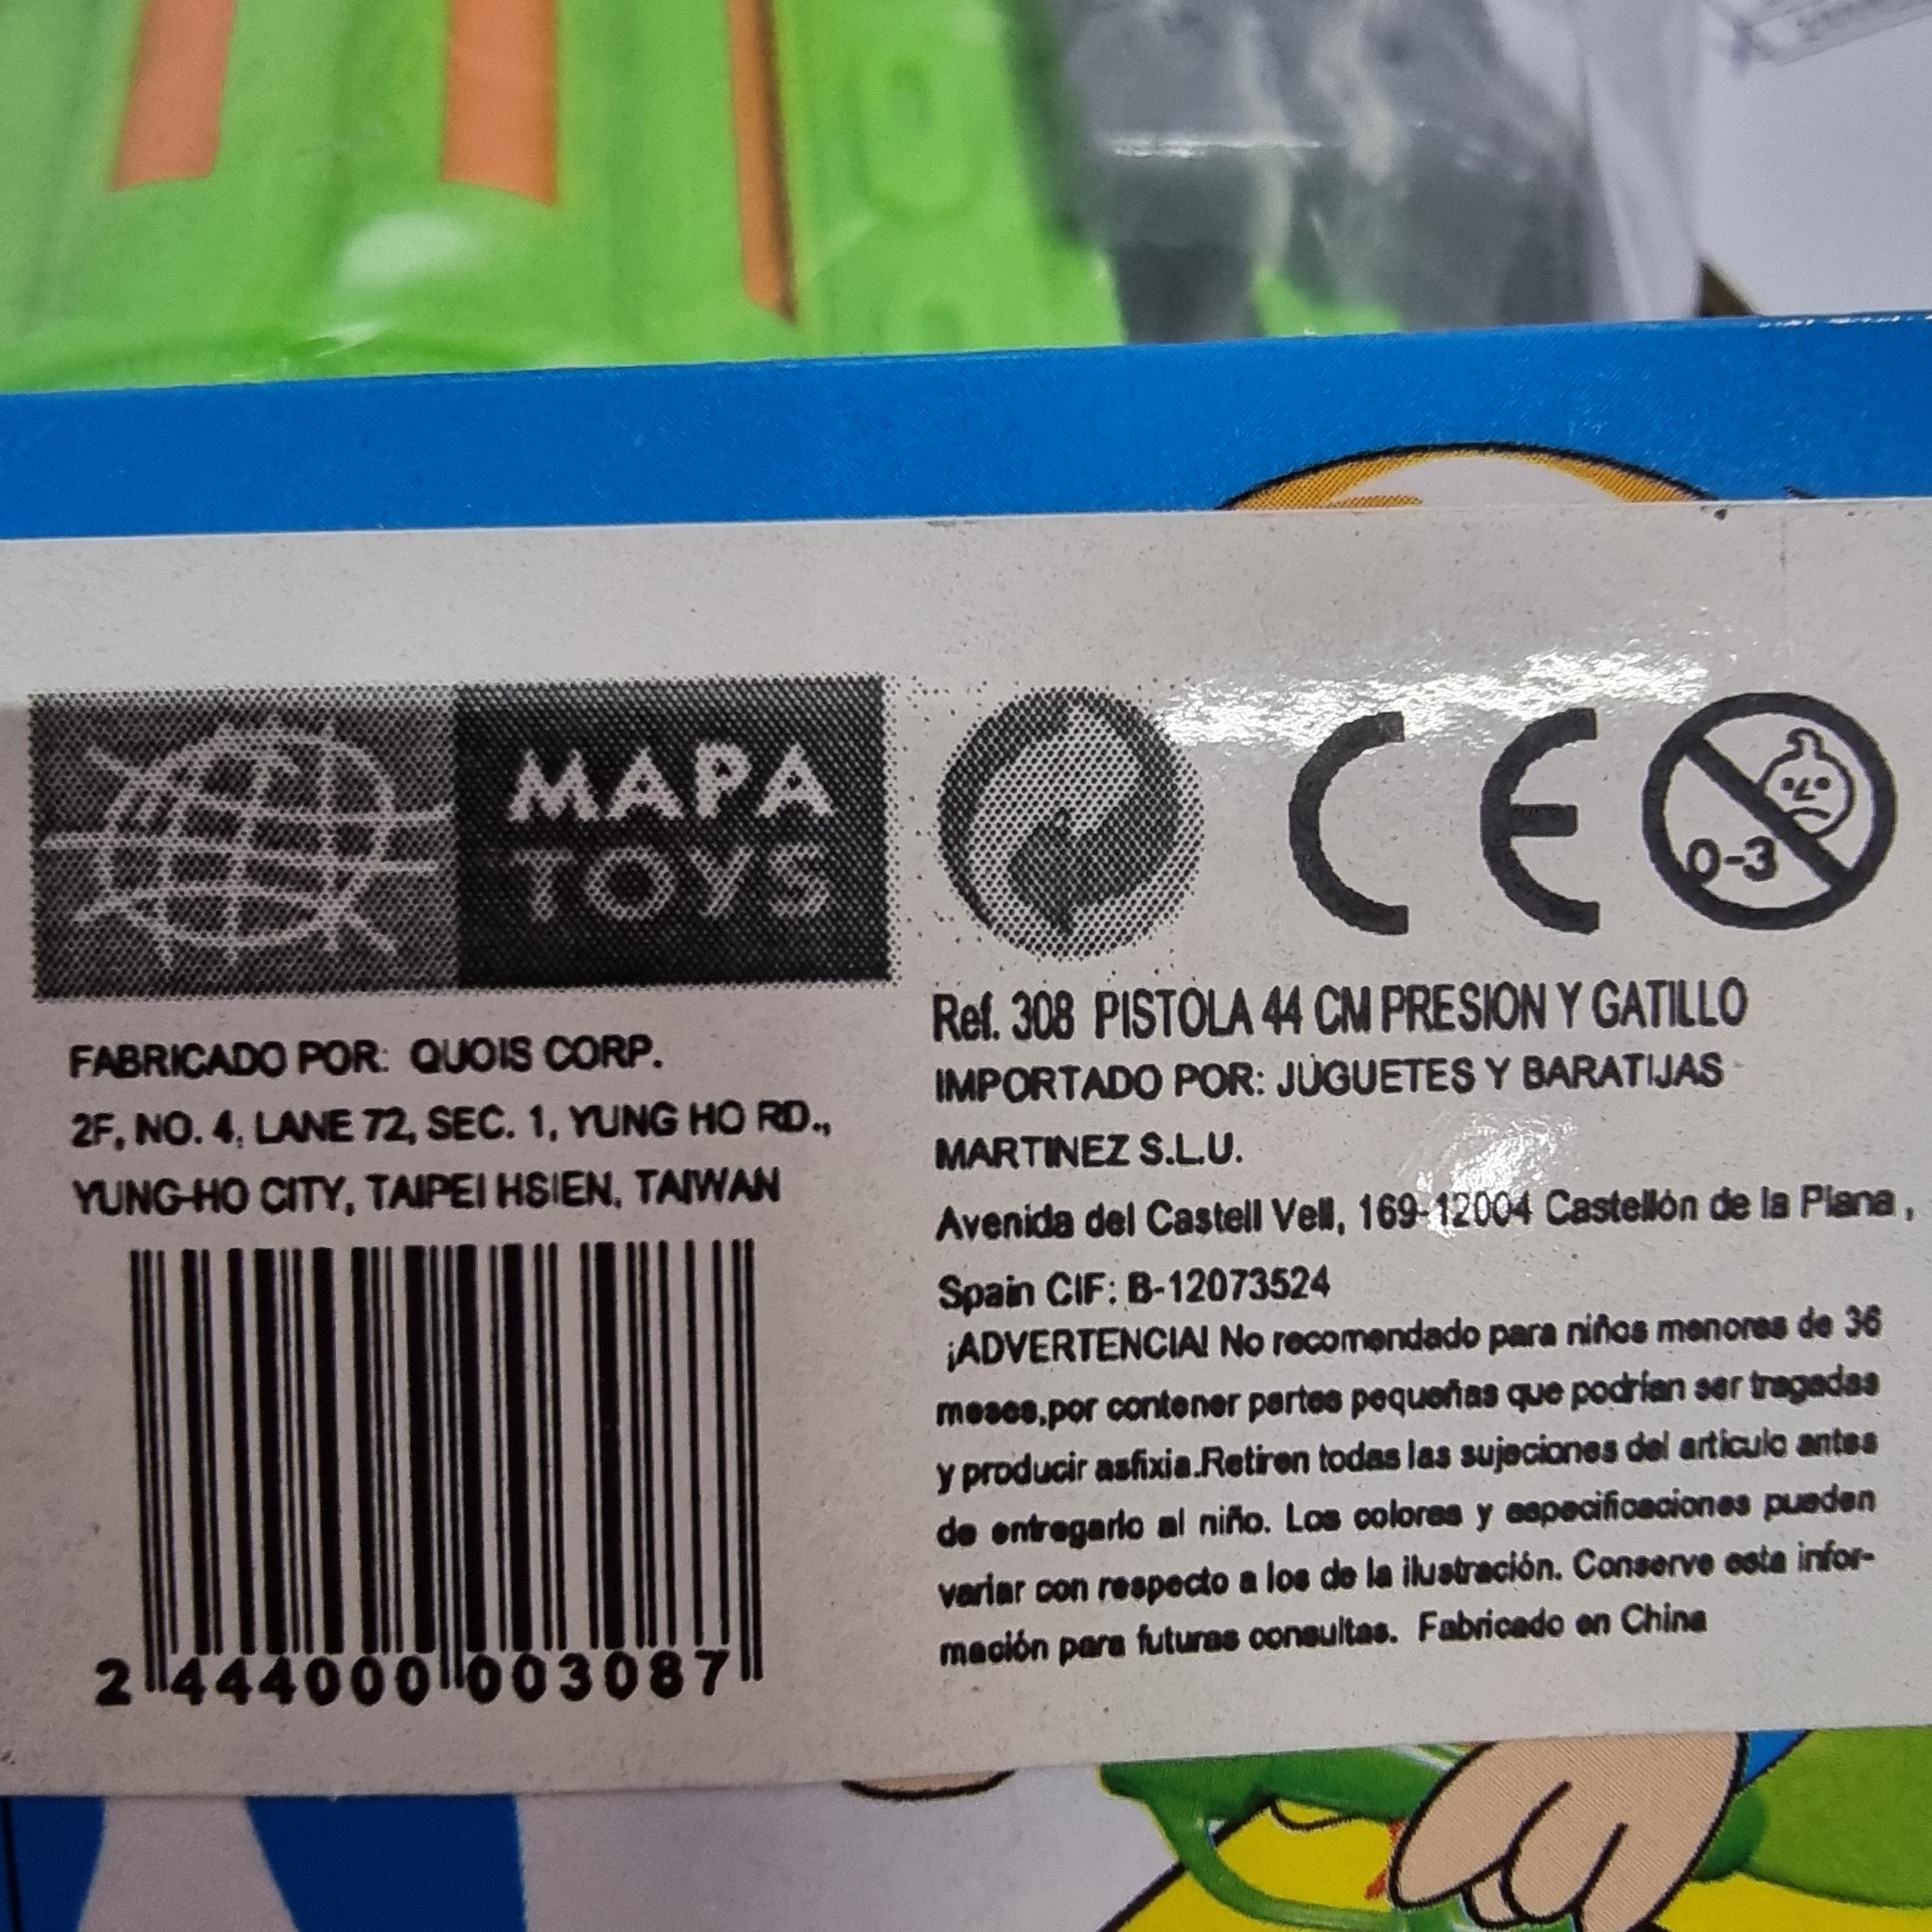 MAPA
TOYS
CE
0-3
FABRICADO POR: QUOIS CORP.
2F, NO. 4, LANE 72, SEC. 1, YUNG HO RD.,
YUNG-HO CITY, TAIPEI HSIEN, TAIWAN
2 444000 003087
Ref. 308 PISTOLA 44 CM PRESION Y GATILLO
IMPORTADO POR: JUGUETES Y BARATIJAS
MARTINEZ S.L.U.
Avenida del Castell Vell, 169-12004 Castellón de la Plana ,
Spain CIF: B-12073524
¡ADVERTENCIA! No recomendado para niños menores de 36
meses,por contener partes pequeñas que podrían ser tragadas
y producir asfixia.Retiren todas las sujeciones del artículo antes
de entregarlo al niño. Los colores y especificaciones pueden
variar con respecto a los de la ilustración. Conserve esta infor-
mación para futuras consultas. Fabricado en China